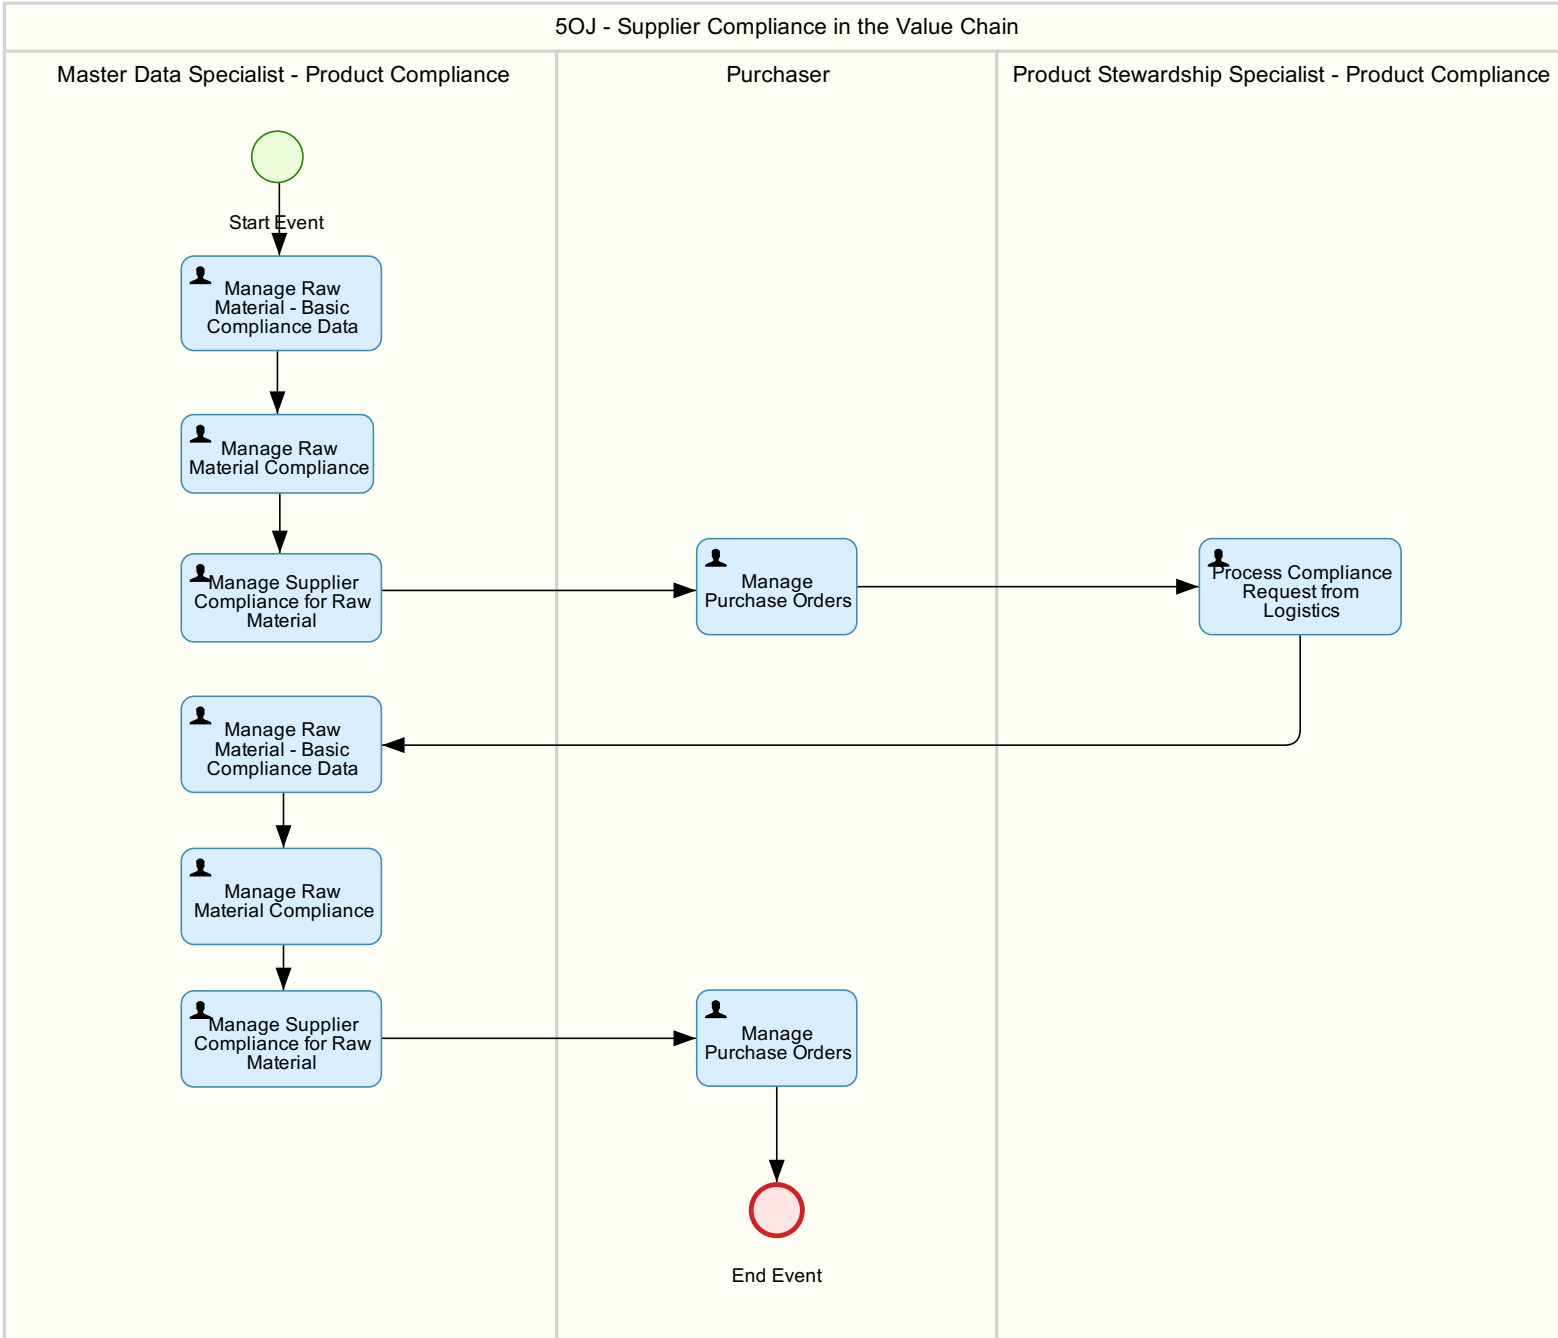 5OJ - Supplier Compliance in the Value Chain
Master Data Specialist - Product Compliance
Purchaser
Product Stewardship Specialist - Product Compliance
Start Event
Manage Raw
Material - Basic
Compliance Data
Manage Raw
Material Compliance
Manage Supplier
Compliance for Raw
Material
Manage
Purchase Orders
Process Compliance
Request from
Logistics
Manage Raw
Material - Basic
Compliance Data
Manage Raw
Material Compliance
Manage Supplier
Compliance for Raw
Material
Manage
Purchase Orders
End Event